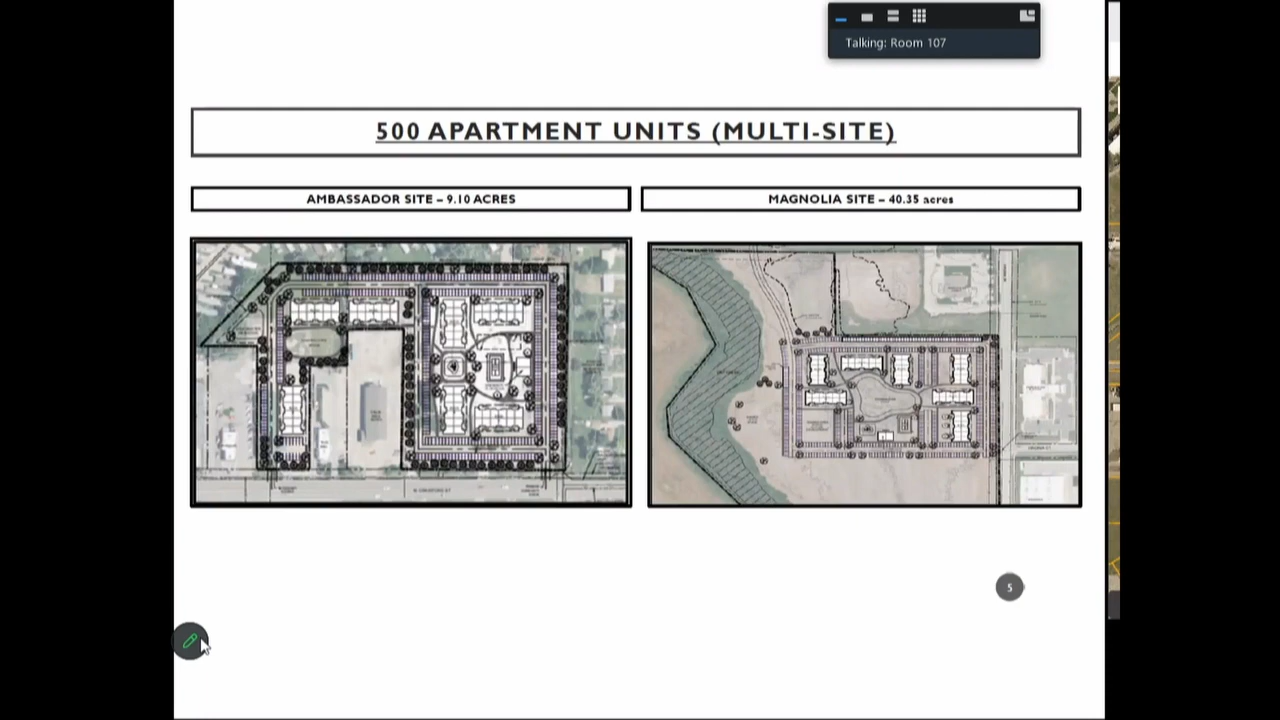 Talking: Room 107
500 APARTMENT UNITS (MULTI-SITE)
AMBASSADOR SITE – 9.10 ACRES
MAGNOLIA SITE – 40.35 acres
5